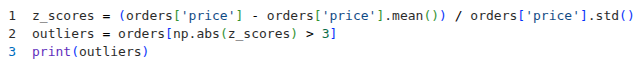 1 z_scores = (orders['price'] - orders['price'].mean()) / orders['price'].std()
2 outliers = orders[np.abs(z_scores) > 3]
3 print(outliers)